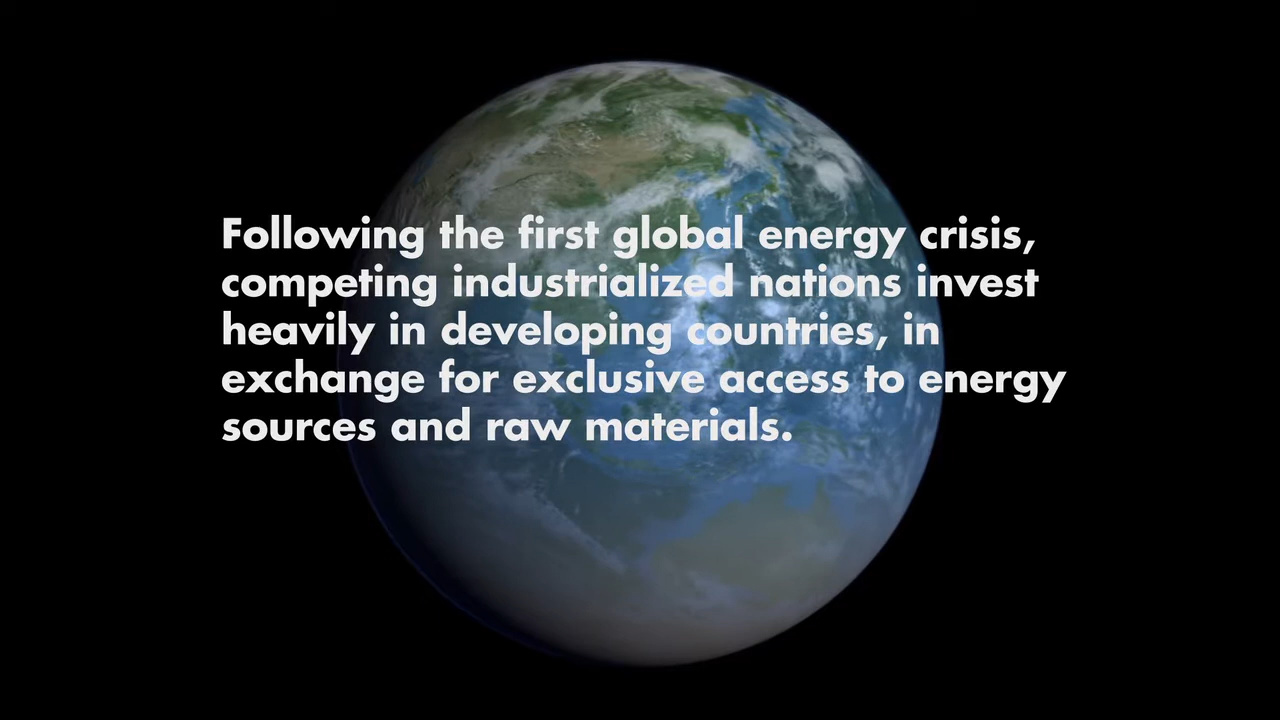 Following the first global energy crisis,
competing industrialized nations invest
heavily in developing countries, in
exchange for exclusive access to energy
sources and raw materials.